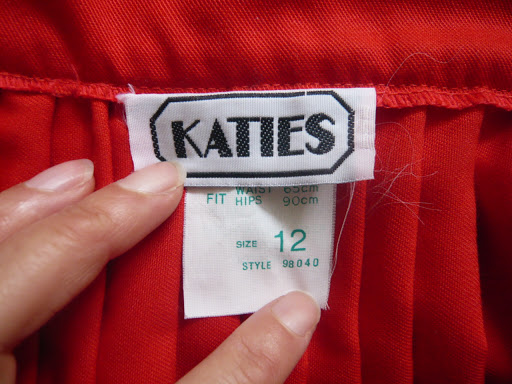 KATIES
WAIST 65cm
FIT HIPS 90cm
SIZE 12
STYLE 98040